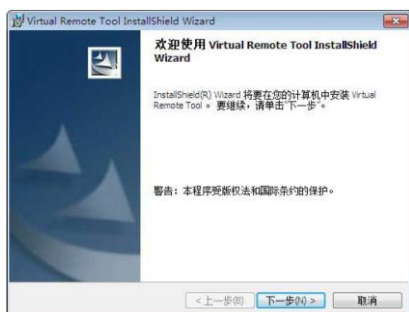 Virtual Remote Tool InstallShield Wizard
欢迎使用 Virtual Remote Tool InstallShield
Wizard
InstallShield(R) Wizard 将要在您的计算机中安装 Virtual
Remote Tool 。 要继续，请单击“下一步”。
警告：本程序受版权法和国际条约的保护。
<上一步(B) 下一步(N) > 取消